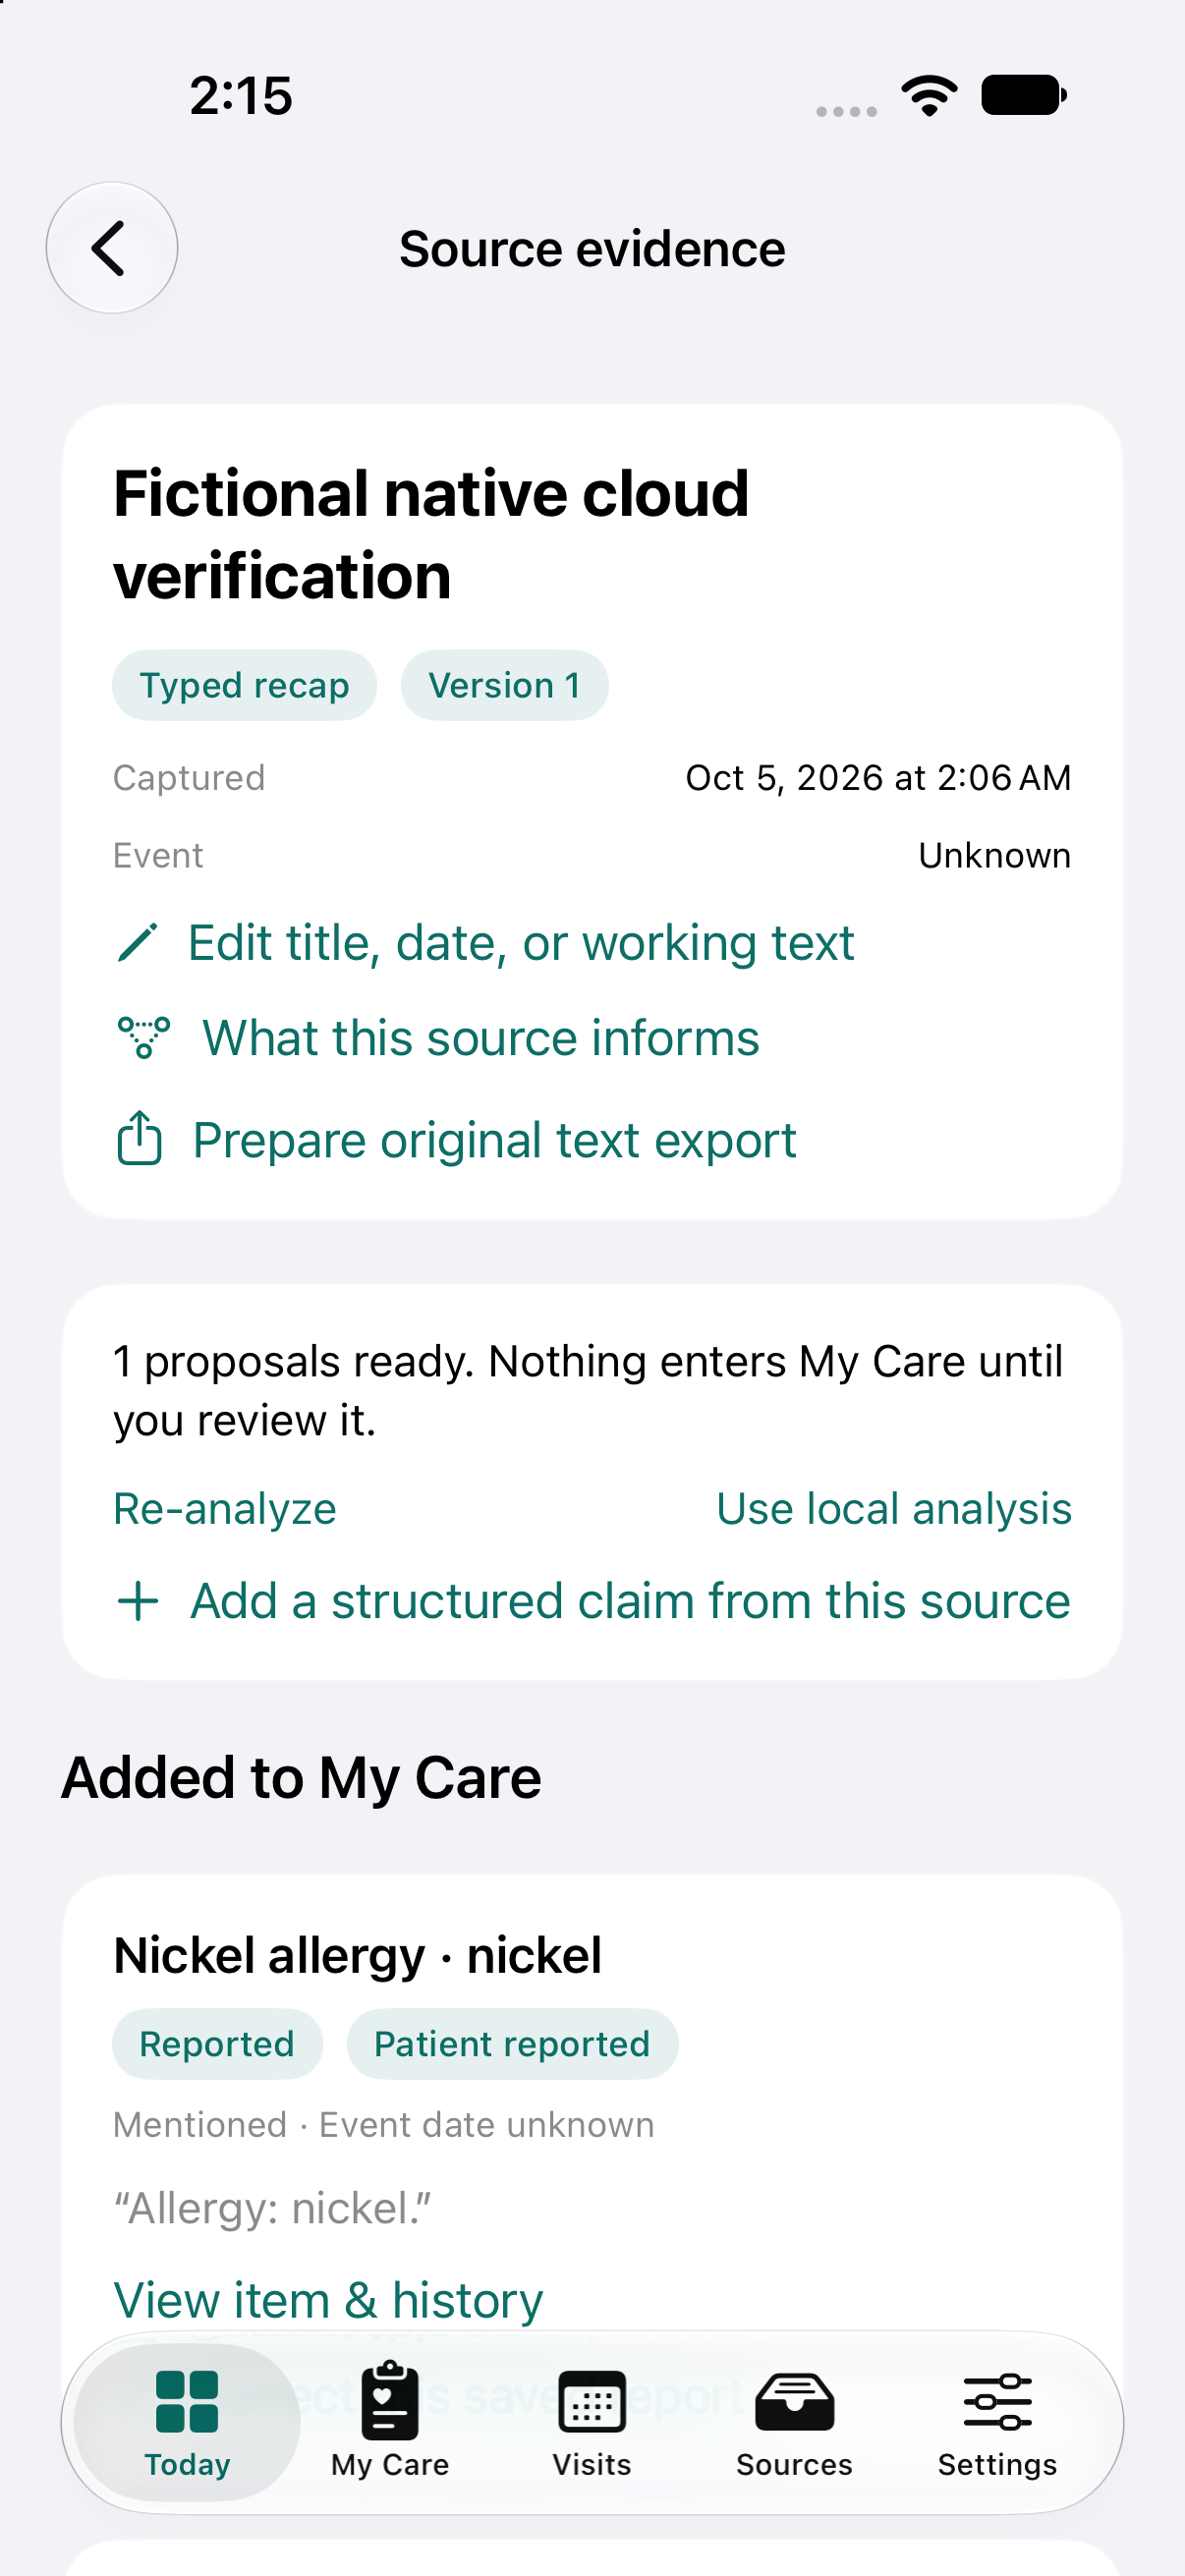 2:15
Source evidence
Fictional native cloud
verification
Typed recap
Version 1
Captured
Oct 5, 2026 at 2:06 AM
Event
Unknown
Edit title, date, or working text
What this source informs
Prepare original text export
1 proposals ready. Nothing enters My Care until
you review it.
Re-analyze
Use local analysis
Add a structured claim from this source
Added to My Care
Nickel allergy · nickel
Reported
Patient reported
Mentioned · Event date unknown
“Allergy: nickel.”
View item & history
Today
My Care
Visits
Sources
Settings